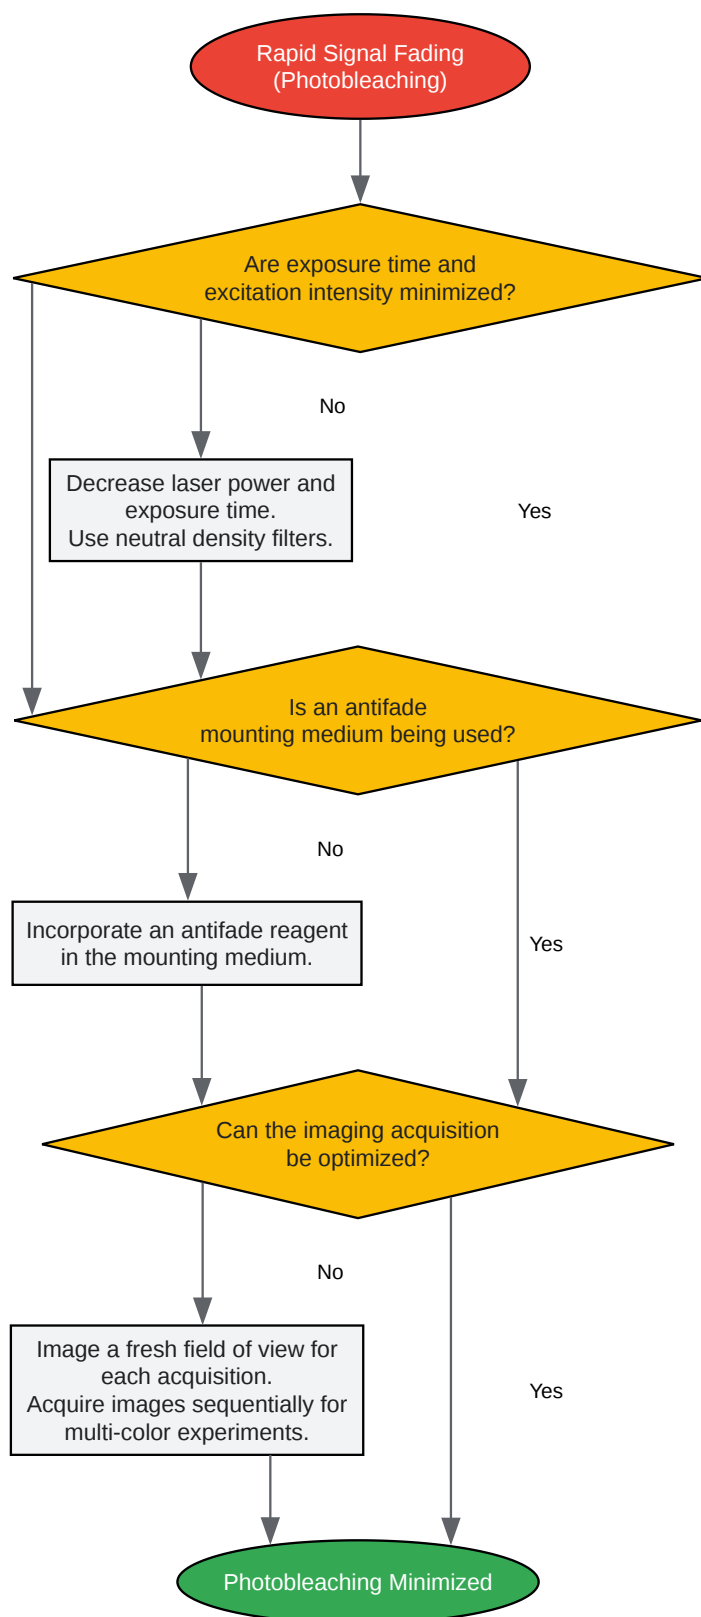 Rapid Signal Fading
(Photobleaching)
Are exposure time and
excitation intensity minimized?
No
Decrease laser power and
exposure time.
Use neutral density filters.
Yes
Is an antifade
mounting medium being used?
No
Incorporate an antifade reagent
in the mounting medium.
Yes
Can the imaging acquisition
be optimized?
No
Image a fresh field of view for
each acquisition.
Acquire images sequentially for
multi-color experiments.
Yes
Photobleaching Minimized